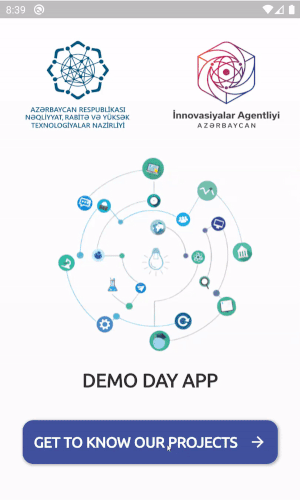 8:39
AZƏRBAYCAN RESPUBLİKASI
NƏQLİYYAT, RABİTƏ VƏ YÜKSƏK
TEXNOLOGİYALAR NAZİRLİYİ
İnnovasiyalar Agentliyi
AZƏRBAYCAN
DEMO DAY APP
GET TO KNOW OUR PROJECTS →